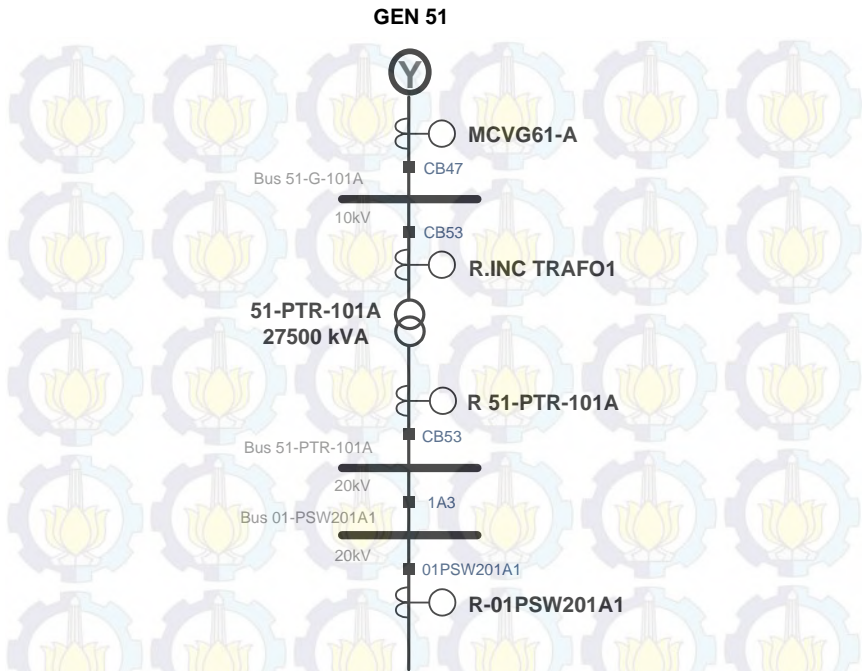 GEN 51
Y
MCVG61-A
CB47
Bus 51-G-101A
10kV
CB53
R.INC TRAFO1
51-PTR-101A
27500 kVA
R 51-PTR-101A
CB53
Bus 51-PTR-101A
20kV
1A3
Bus 01-PSW201A1
20kV
01PSW201A1
R-01PSW201A1